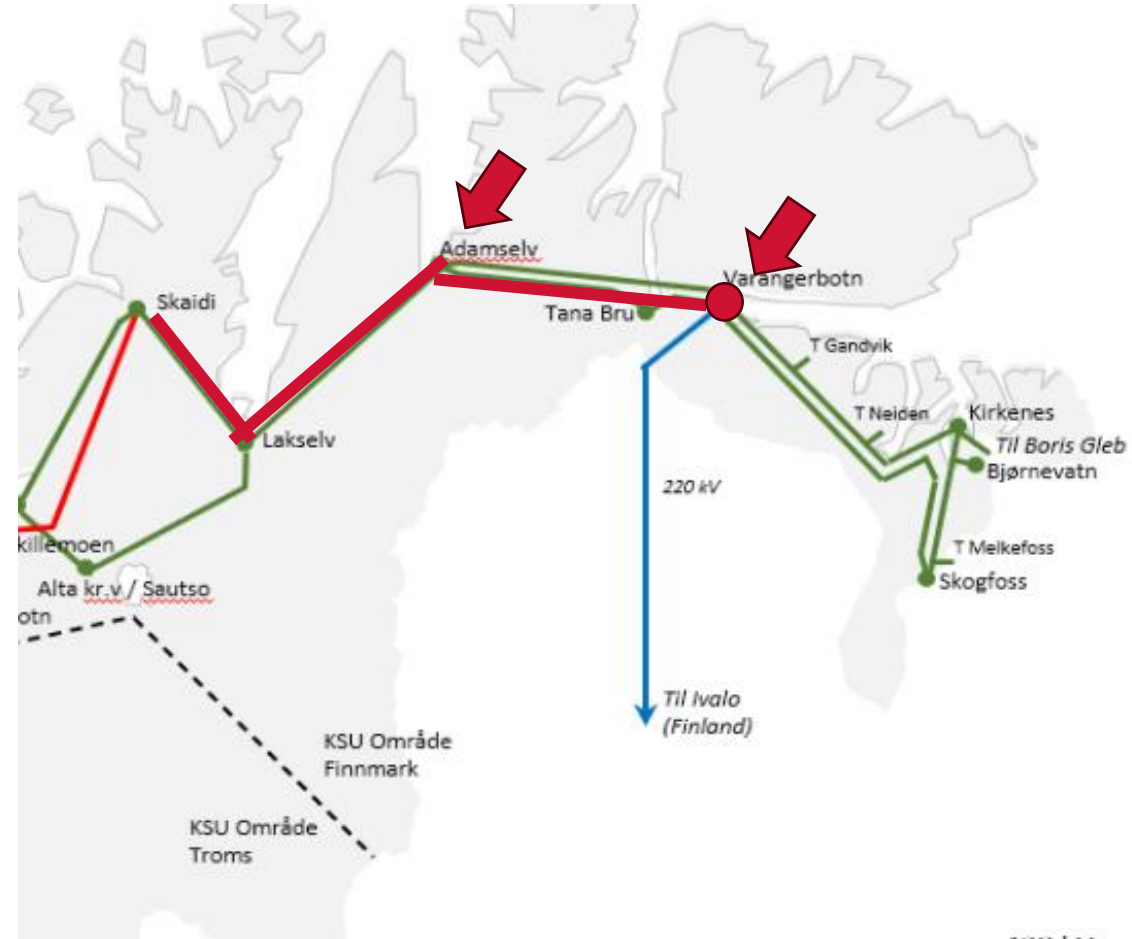 Adamselv
Varangerbotn
Skaidi
Tana Bru
T Gandvik
T Neiden
Kirkenes
Lakselv
Til Boris Gleb
Bjørnevatn
220 kV
killemoen
T Melkefoss
Alta kr.v / Sautso
Skogfoss
otn
Til Ivalo
(Finland)
KSU Område
Finnmark
KSU Område
Troms